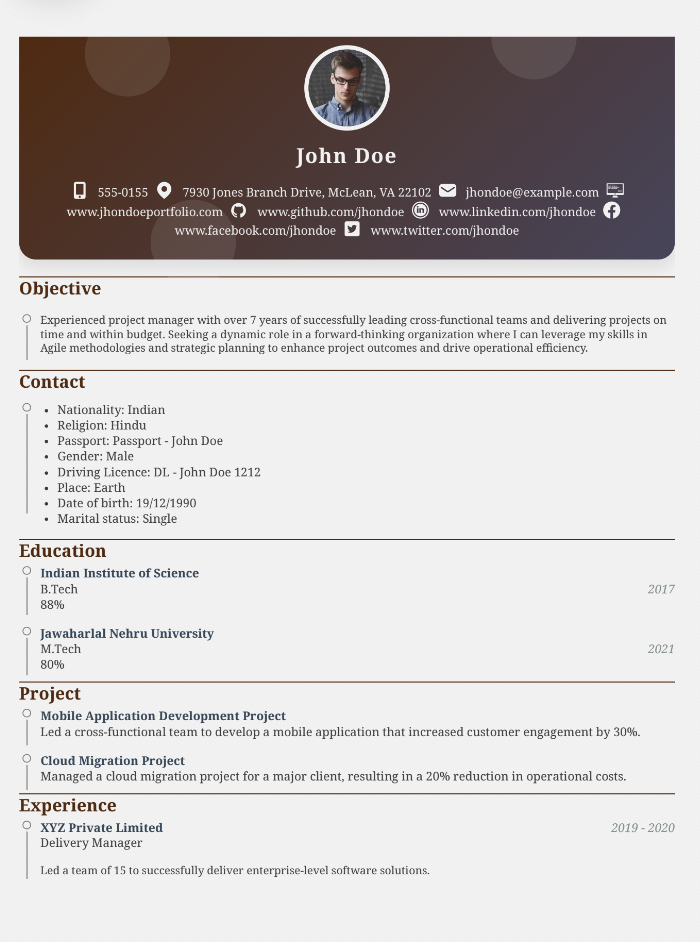 John Doe
555-0155 7930 Jones Branch Drive, McLean, VA 22102 jhondoe@example.com
www.jhondoeportfolio.com www.github.com/jhondoe www.linkedin.com/jhondoe
www.facebook.com/jhondoe www.twitter.com/jhondoe
Objective
Experienced project manager with over 7 years of successfully leading cross-functional teams and delivering projects on
time and within budget. Seeking a dynamic role in a forward-thinking organization where I can leverage my skills in
Agile methodologies and strategic planning to enhance project outcomes and drive operational efficiency.
Contact
• Nationality: Indian
• Religion: Hindu
• Passport: Passport - John Doe
• Gender: Male
• Driving Licence: DL - John Doe 1212
• Place: Earth
• Date of birth: 19/12/1990
• Marital status: Single
Education
Indian Institute of Science
B.Tech 2017
88%
Jawaharlal Nehru University
M.Tech 2021
80%
Project
Mobile Application Development Project
Led a cross-functional team to develop a mobile application that increased customer engagement by 30%.
Cloud Migration Project
Managed a cloud migration project for a major client, resulting in a 20% reduction in operational costs.
Experience
XYZ Private Limited 2019 - 2020
Delivery Manager
Led a team of 15 to successfully deliver enterprise-level software solutions.